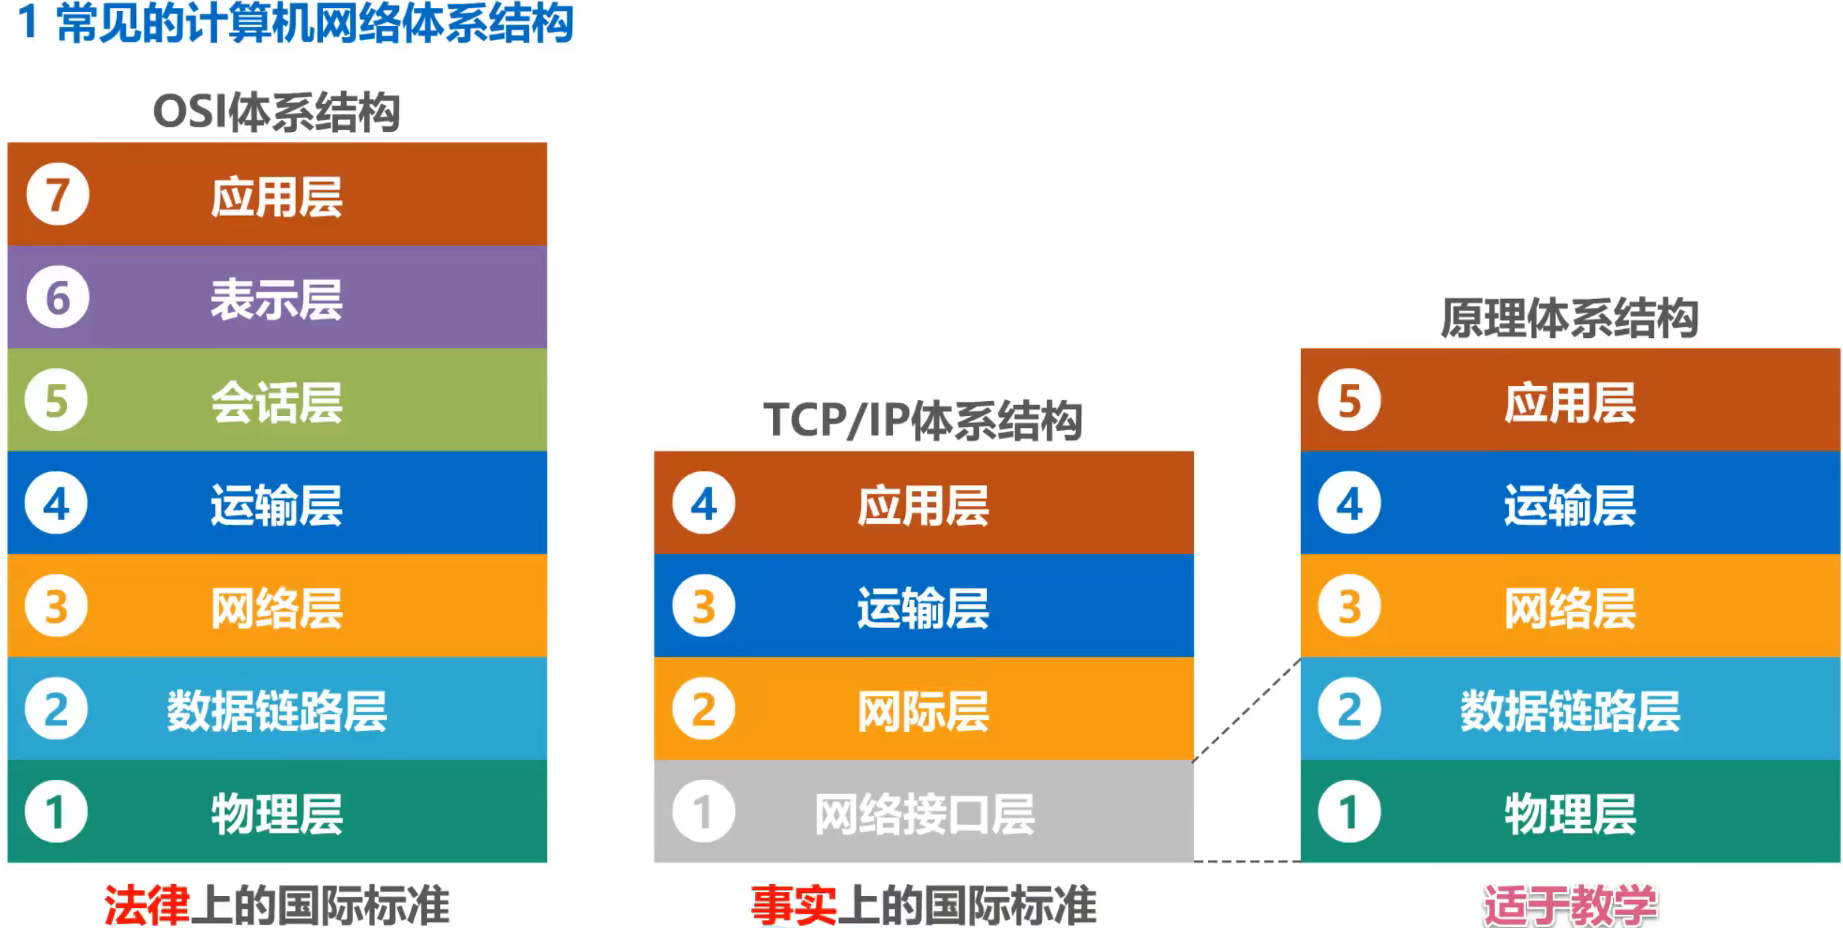 1 常见的计算机网络体系结构
OSI体系结构
7 应用层
6 表示层
5 会话层
4 运输层
3 网络层
2 数据链路层
1 物理层
法律上的国际标准
TCP/IP体系结构
4 应用层
3 运输层
2 网际层
1 网络接口层
事实上的国际标准
原理体系结构
5 应用层
4 运输层
3 网络层
2 数据链路层
1 物理层
适于教学